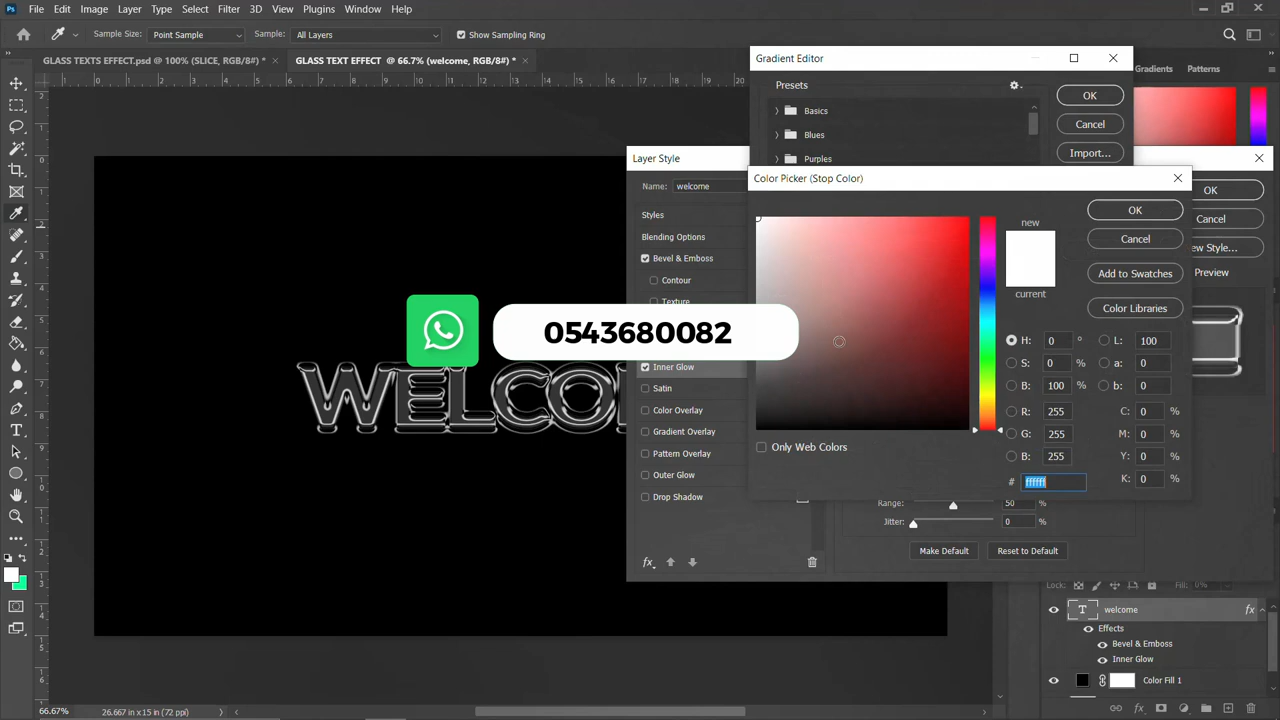 File Edit Image Layer Type Select Filter 3D View Plugins Window Help
Sample Size: Point Sample Sample: All Layers Show Sampling Ring
GLASS TEXTS EFFECT.psd @ 100% (SLICE, RGB/8#) * × GLASS TEXT EFFECT @ 66.7% (welcome, RGB/8#) * ×
Gradient Editor
Presets
Basics
Blues
Purples
OK
Cancel
Import...
Gradients Patterns
Layer Style
Name: welcome
Styles
Blending Options
Bevel & Emboss
Contour
Texture
Inner Glow
Satin
Color Overlay
Gradient Overlay
Pattern Overlay
Outer Glow
Drop Shadow
OK
Cancel
ew Style...
Preview
Color Picker (Stop Color)
new
current
OK
Cancel
Add to Swatches
Color Libraries
H: 0 ° L: 100
S: 0 % a: 0
B: 100 % b: 0
R: 255 C: 0 %
G: 255 M: 0 %
B: 255 Y: 0 %
# ffffff K: 0 %
Only Web Colors
0543680082
WELCO
Range: 50 %
Jitter: 0 %
Make Default Reset to Default
Lock: Fill: 0%
welcome fx
Effects
Bevel & Emboss
Inner Glow
Color Fill 1
66.67% 26.667 in x 15 in (72 ppi)